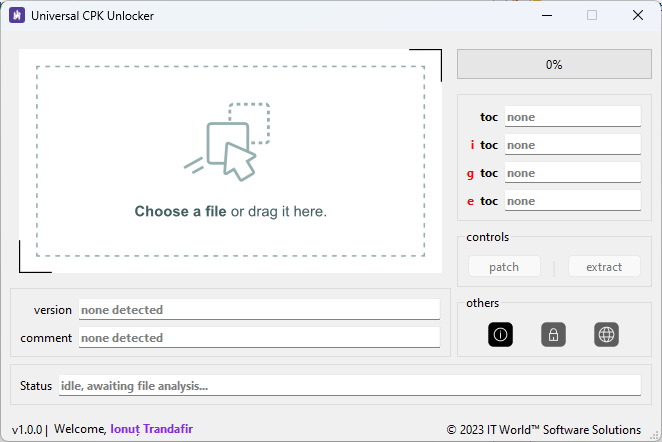 Universal CPK Unlocker
Choose a file or drag it here.
0%
toc none
i toc none
g toc none
e toc none
controls
patch | extract
others
version none detected
comment none detected
Status idle, awaiting file analysis...
v1.0.0 | Welcome, Ionuț Trandafir
© 2023 IT World™ Software Solutions